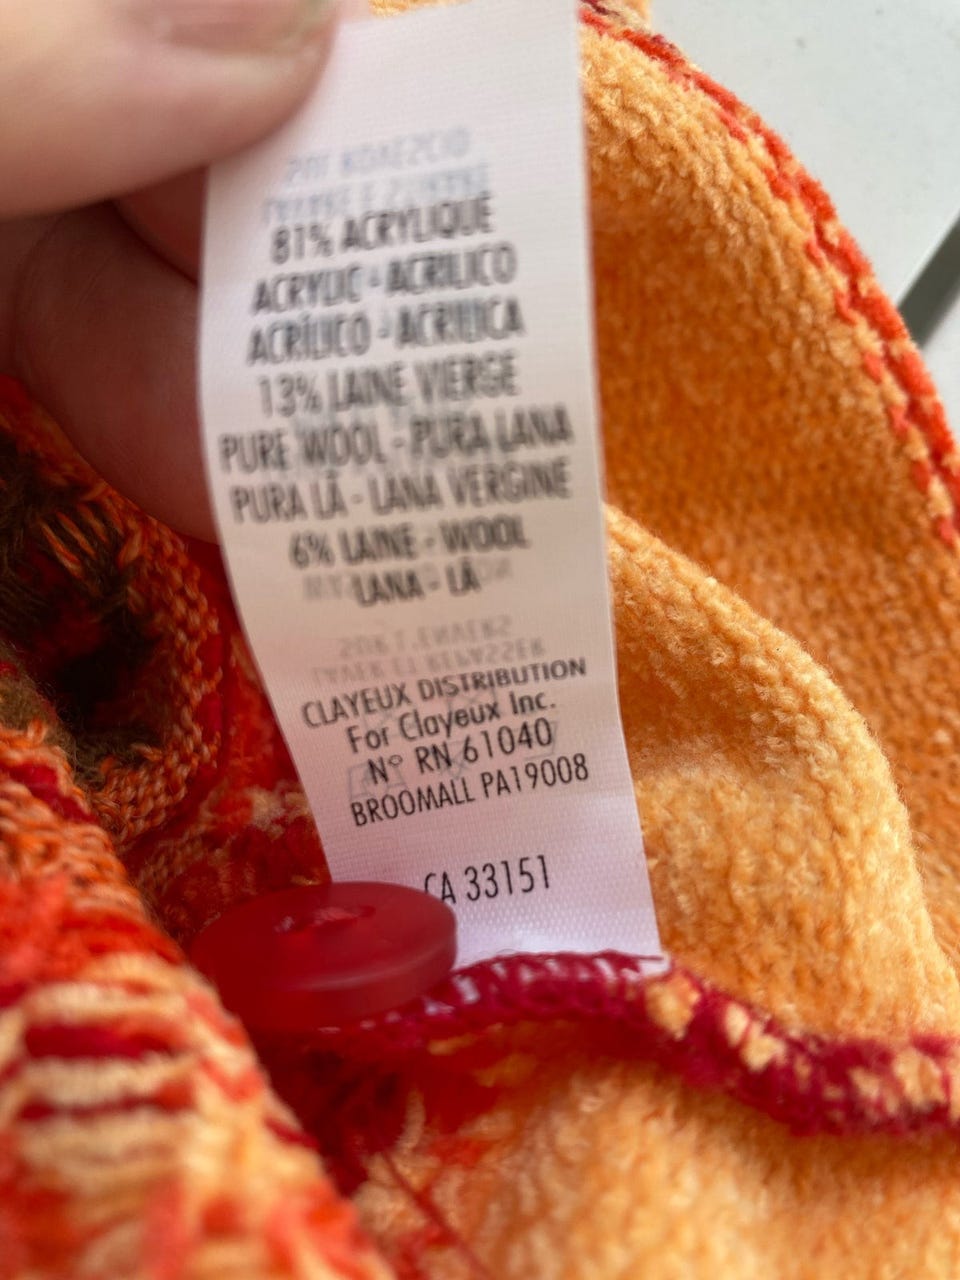 81% ACRYLIQUE
ACRYLIC - ACRILICO
ACRÍLICO - ACRILICA
13% LAINE VIERGE
PURE WOOL - PURA LANA
PURA LÃ - LANA VERGINE
6% LAINE - WOOL
LANA - LÃ
CLAYEUX DISTRIBUTION
For Clayeux Inc.
N° RN 61040
BROOMALL PA19008
CA 33151